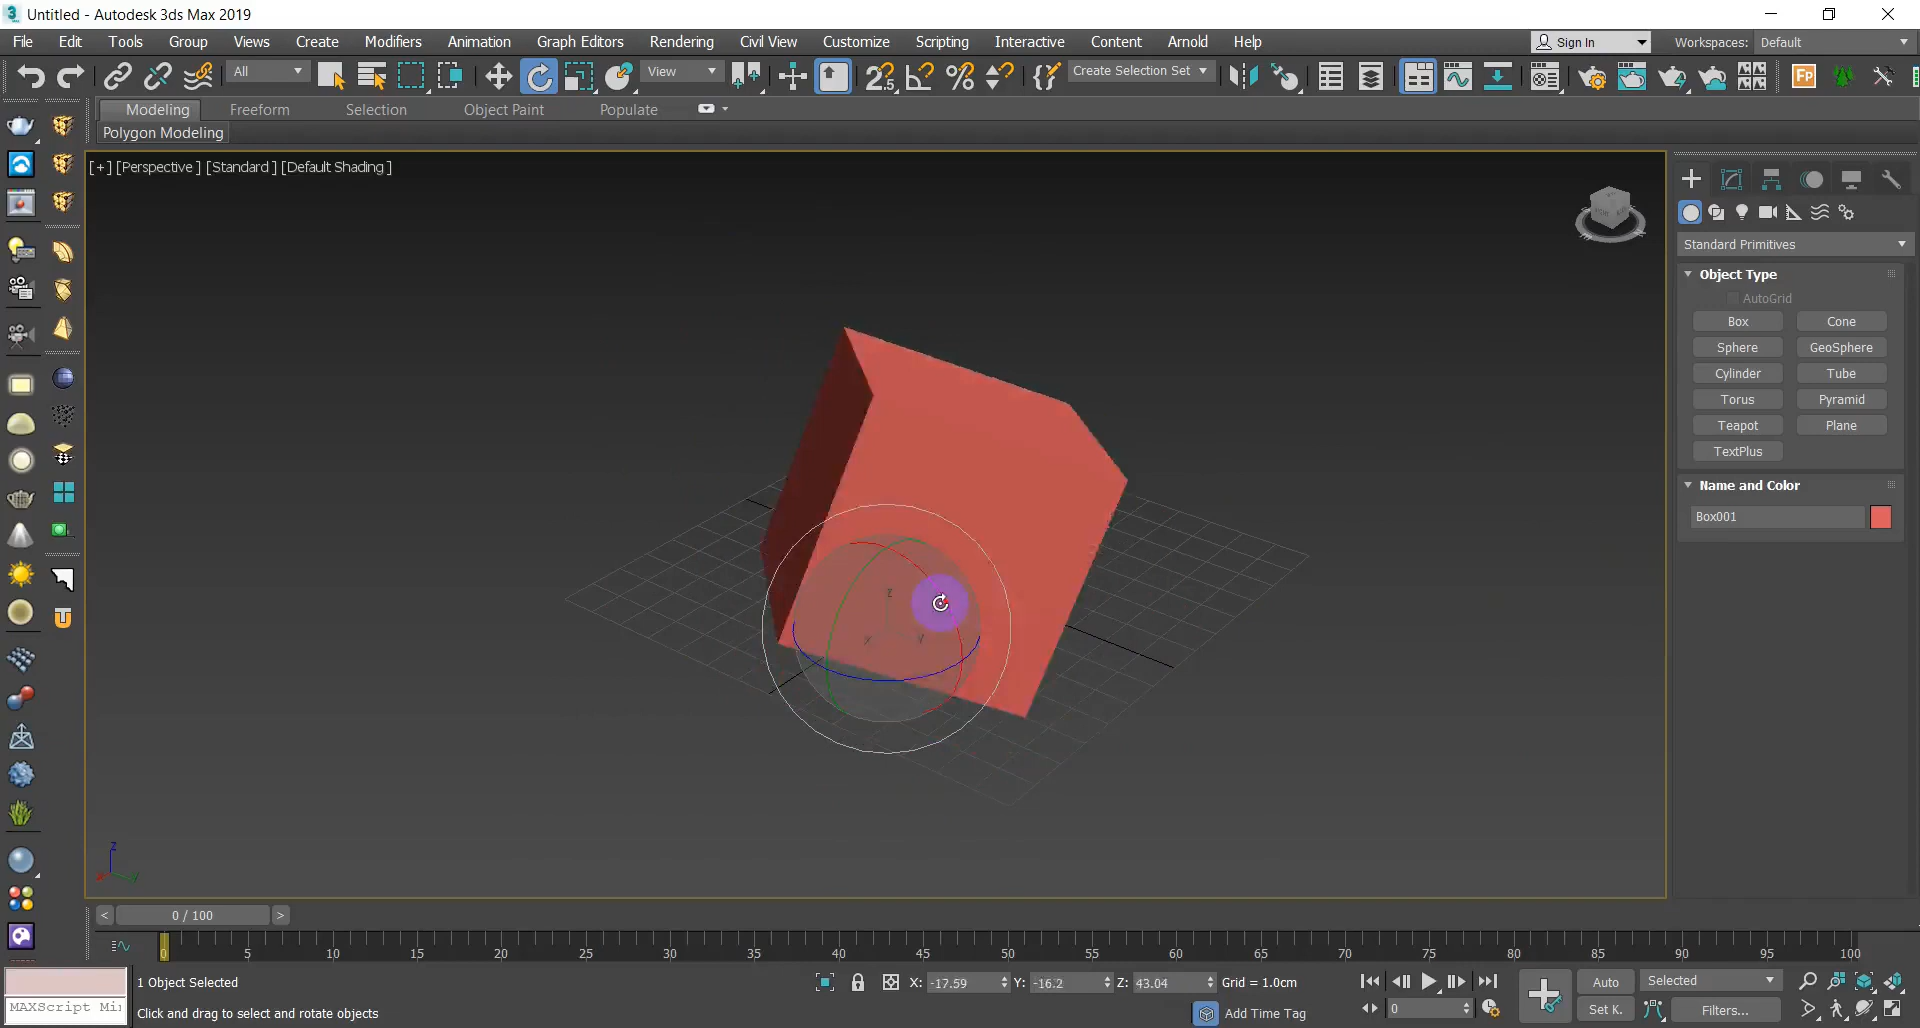 Untitled - Autodesk 3ds Max 2019
File Edit Tools Group Views Create Modifiers Animation Graph Editors Rendering Civil View Customize Scripting Interactive Content Arnold Help
Sign In Workspaces: Default
All View Create Selection Set
Modeling Freeform Selection Object Paint Populate
Polygon Modeling
[+] [Perspective ] [Standard ] [Default Shading ]
Standard Primitives
Object Type
AutoGrid
Box Cone
Sphere GeoSphere
Cylinder Tube
Torus Pyramid
Teapot Plane
TextPlus
Name and Color
Box001
z
x y
z
x y
< 0 / 100 >
0 5 10 15 20 25 30 35 40 45 50 55 60 65 70 75 80 85 90 95 100
1 Object Selected X: -17.59 Y: -16.2 Z: 43.04 Grid = 1.0cm Auto Selected
MAXScript Mi Click and drag to select and rotate objects Add Time Tag 0 Set K. Filters...